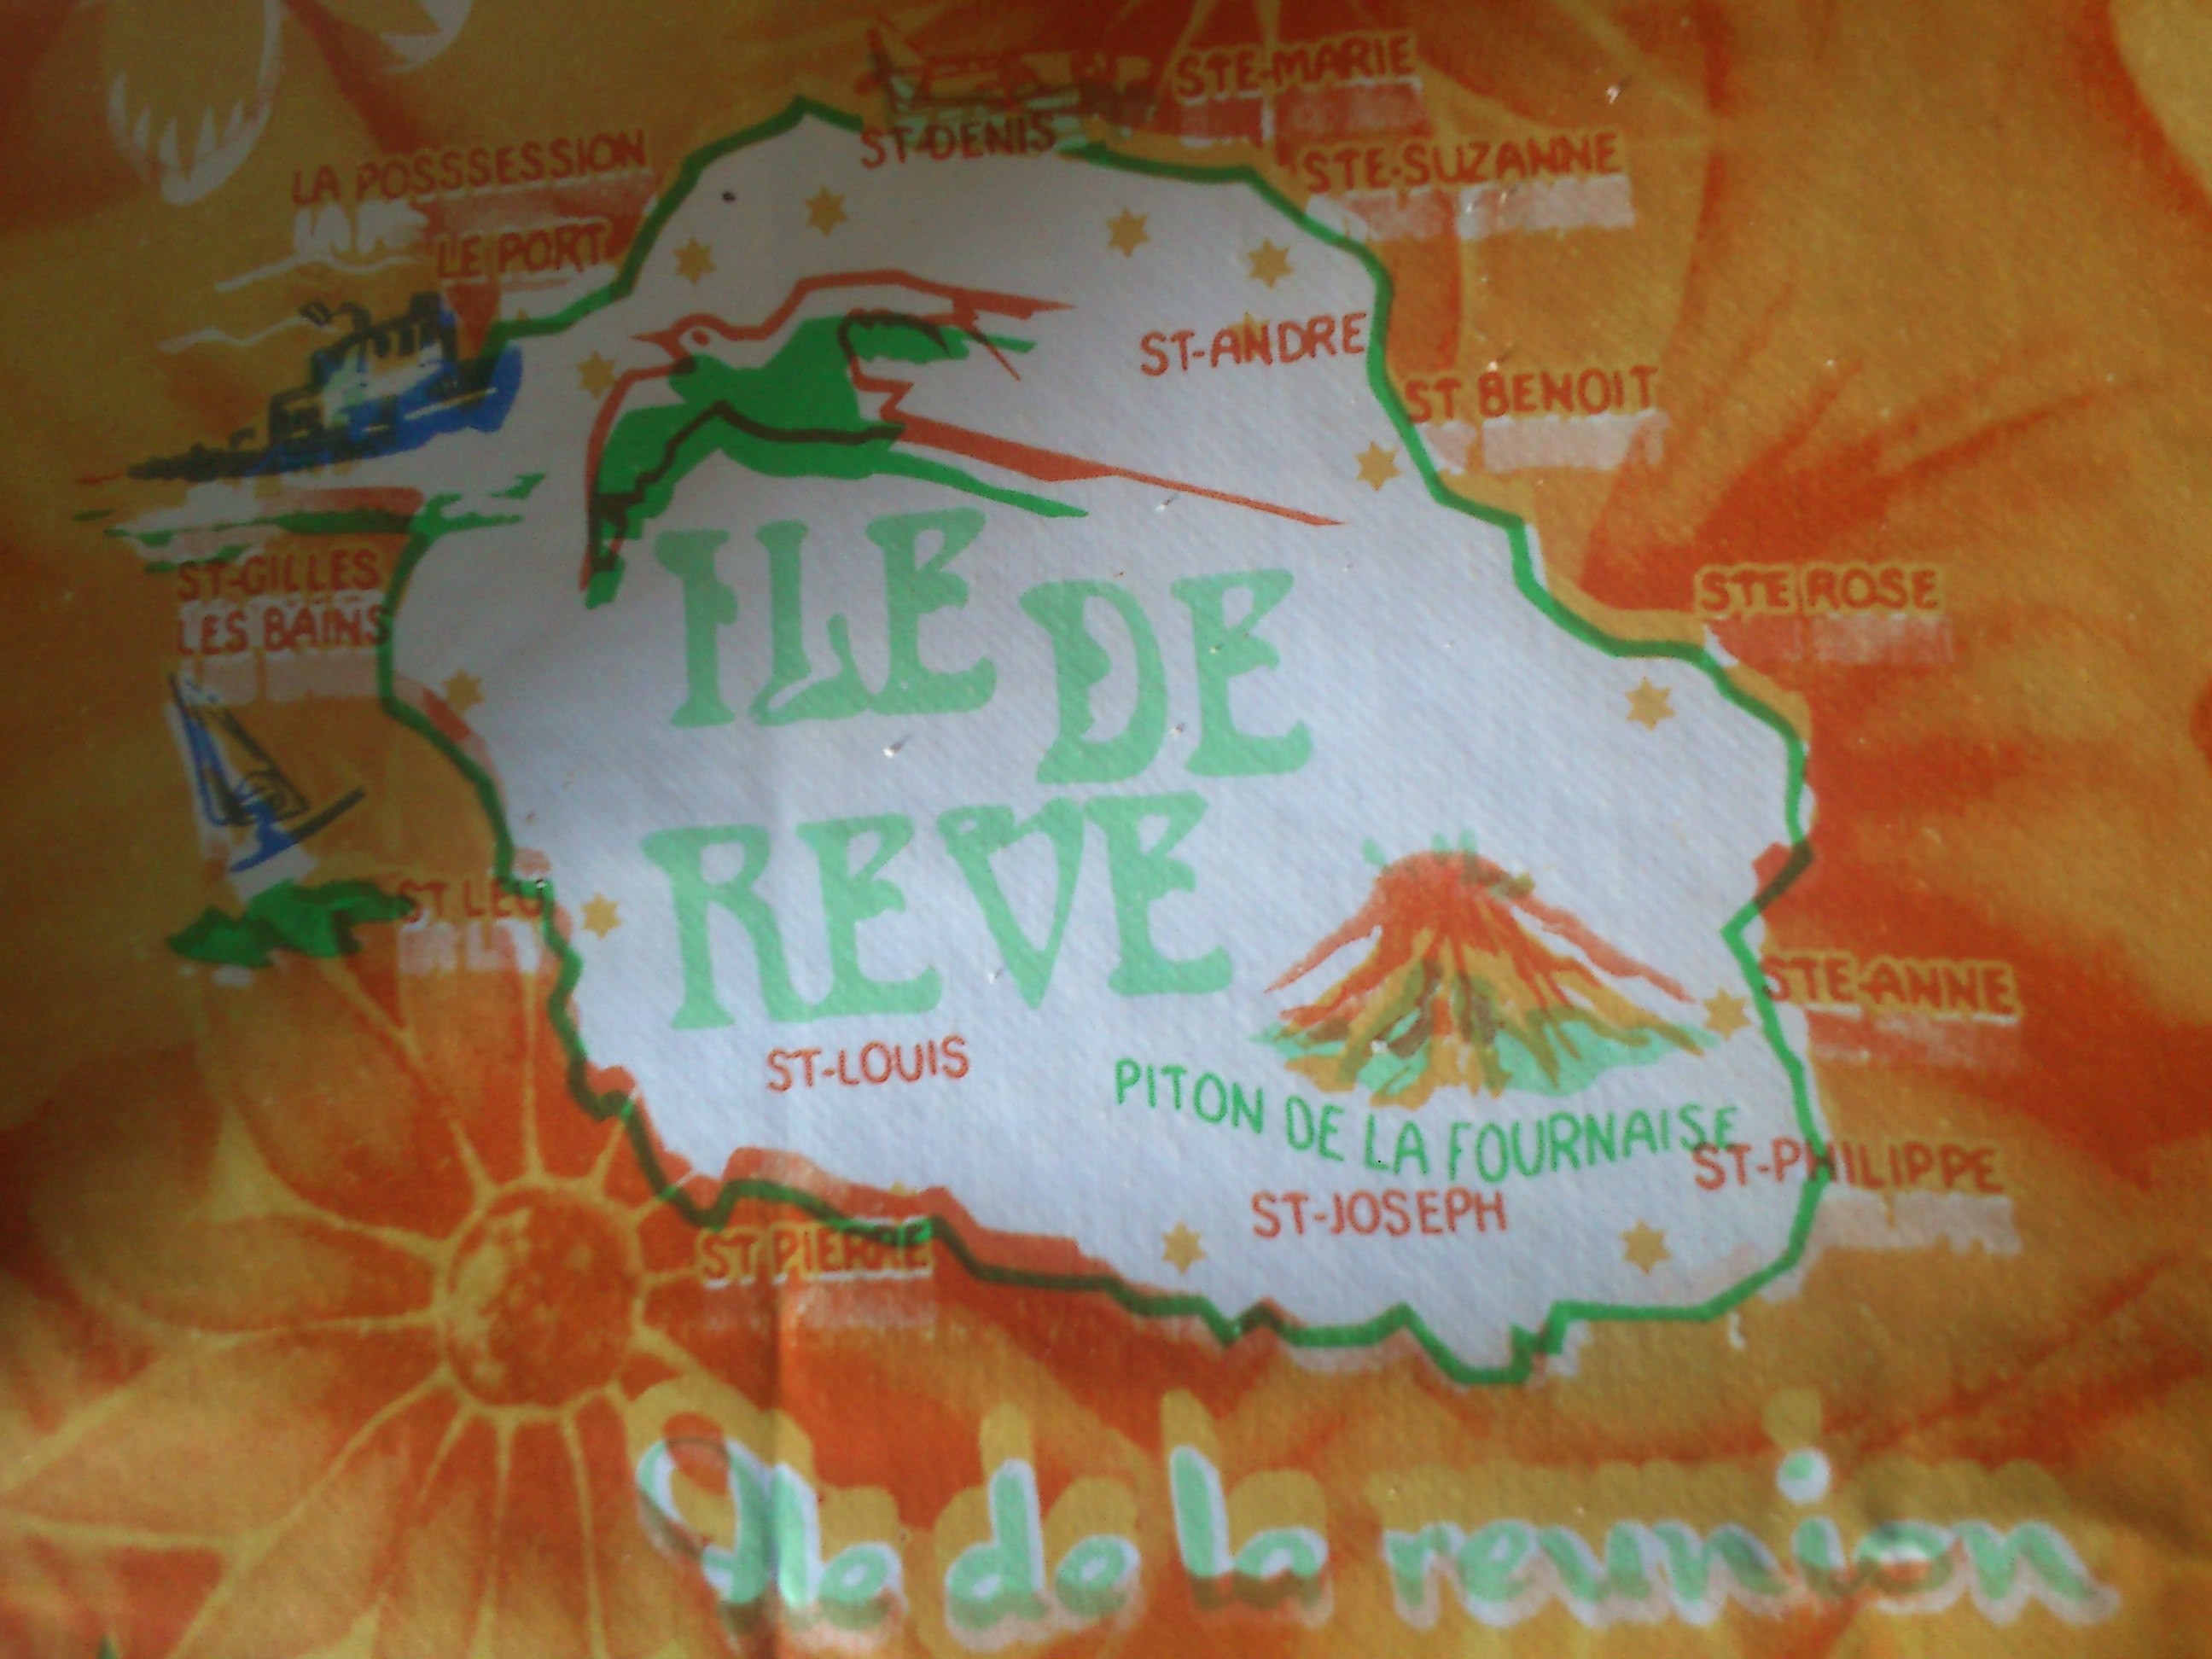 STE-MARIE
ST-DENIS
LA POSSSESSION
STE-SUZANNE
LE PORT
ST-ANDRE
ST BENOIT
ST-GILLES
LES BAINS
STE ROSE
ILE DE
REVE
ST LEU
STE-ANNE
ST-LOUIS
PITON DE LA FOURNAISE
ST-PHILIPPE
ST-JOSEPH
ST PIERRE
Ile de la reunion